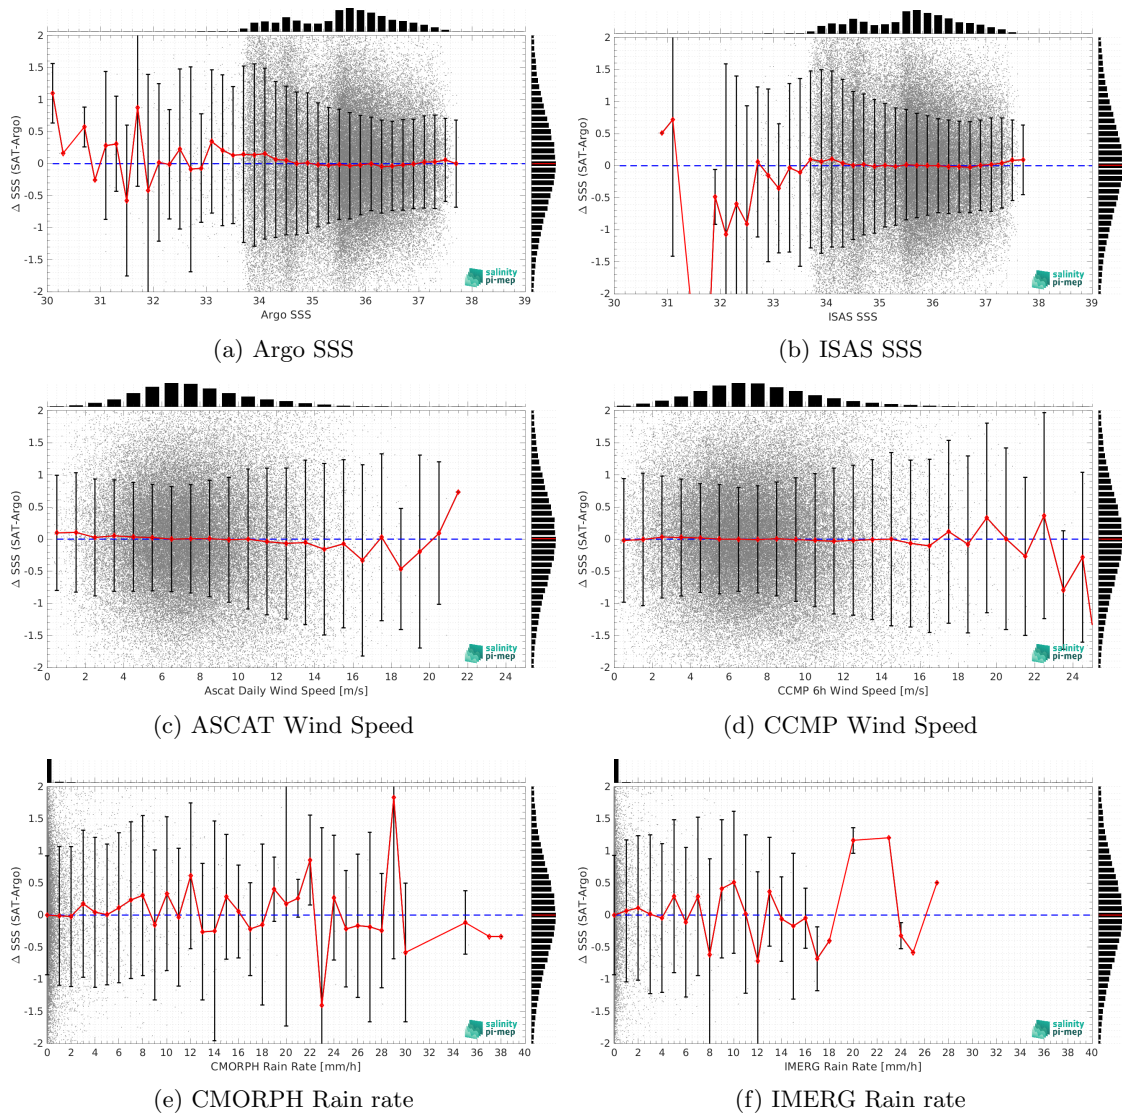 2
1.5
1
0.5
0
-0.5
-1
-1.5
-2
Δ SSS (SAT-Argo)
30 31 32 33 34 35 36 37 38 39
Argo SSS
salinity
pi-mep
(a) Argo SSS
2
1.5
1
0.5
0
-0.5
-1
-1.5
-2
Δ SSS (SAT-Argo)
30 31 32 33 34 35 36 37 38 39
ISAS SSS
salinity
pi-mep
(b) ISAS SSS
2
1.5
1
0.5
0
-0.5
-1
-1.5
-2
Δ SSS (SAT-Argo)
0 2 4 6 8 10 12 14 16 18 20 22 24
Ascat Daily Wind Speed [m/s]
salinity
pi-mep
(c) ASCAT Wind Speed
2
1.5
1
0.5
0
-0.5
-1
-1.5
-2
Δ SSS (SAT-Argo)
0 2 4 6 8 10 12 14 16 18 20 22 24
CCMP 6h Wind Speed [m/s]
salinity
pi-mep
(d) CCMP Wind Speed
2
1.5
1
0.5
0
-0.5
-1
-1.5
-2
Δ SSS (SAT-Argo)
0 2 4 6 8 10 12 14 16 18 20 22 24 26 28 30 32 34 36 38 40
CMORPH Rain Rate [mm/h]
salinity
pi-mep
(e) CMORPH Rain rate
2
1.5
1
0.5
0
-0.5
-1
-1.5
-2
Δ SSS (SAT-Argo)
0 2 4 6 8 10 12 14 16 18 20 22 24 26 28 30 32 34 36 38 40
IMERG Rain Rate [mm/h]
salinity
pi-mep
(f) IMERG Rain rate